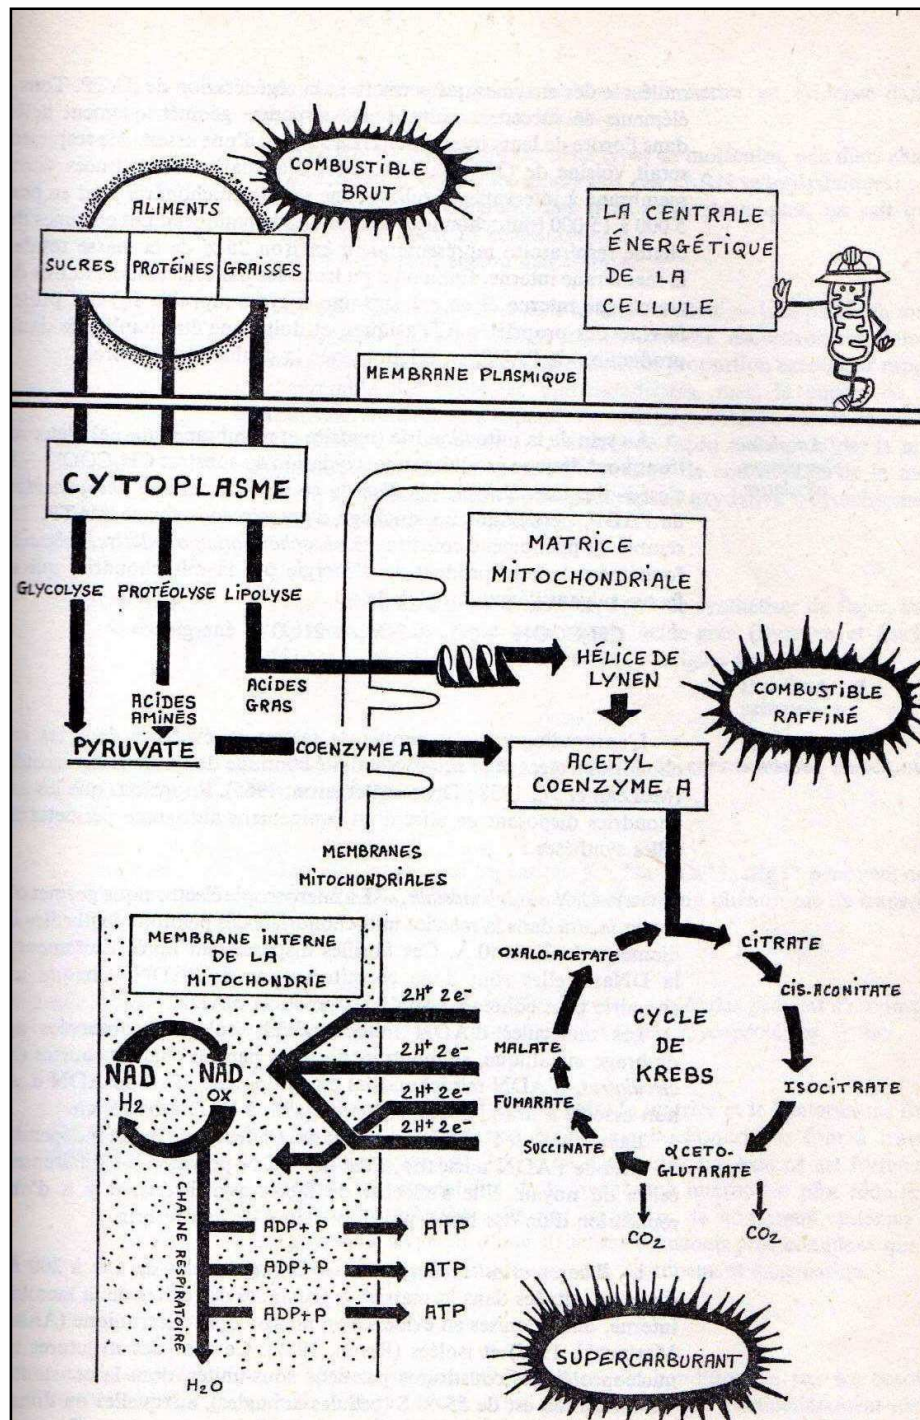 COMBUSTIBLE
BRUT
ALIMENTS
SUCRES
PROTÉINES
GRAISSES
LA CENTRALE
ÉNERGÉTIQUE
DE LA
CELLULE
MEMBRANE PLASMIQUE
CYTOPLASME
MATRICE
MITOCHONDRIALE
GLYCOLYSE
PROTÉOLYSE
LIPOLYSE
HÉLICE DE
LYNEN
ACIDES
GRAS
ACIDES
AMINÉS
COMBUSTIBLE
RAFFINÉ
PYRUVATE
COENZYME A
ACETYL-
COENZYME A
MEMBRANES
MITOCHONDRIALES
MEMBRANE INTERNE
DE LA
MITOCHONDRIE
OXALO-ACETATE
CITRATE
CIS.ACONITATE
CYCLE
DE
KREBS
2H+ 2e-
2H+ 2e-
2H+ 2e-
2H+ 2e-
MALATE
FUMARATE
SUCCINATE
ISOCITRATE
αCETO-
GLUTARATE
NAD
H2
NAD
OX
CO2
CO2
CHAÎNE RESPIRATOIRE
ADP+P
ATP
ADP+P
ATP
ADP+P
ATP
H2O
SUPERCARBURANT